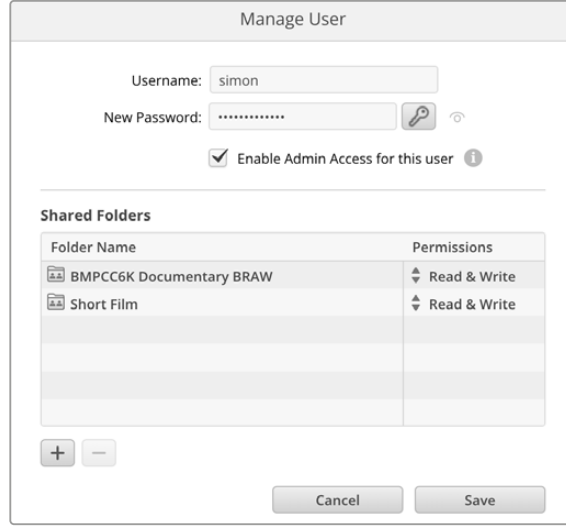 Manage User
Username: simon
New Password: •••••••••••••
Enable Admin Access for this user
Shared Folders
Folder Name Permissions
BMPCC6K Documentary BRAW Read & Write
Short Film Read & Write
Cancel Save